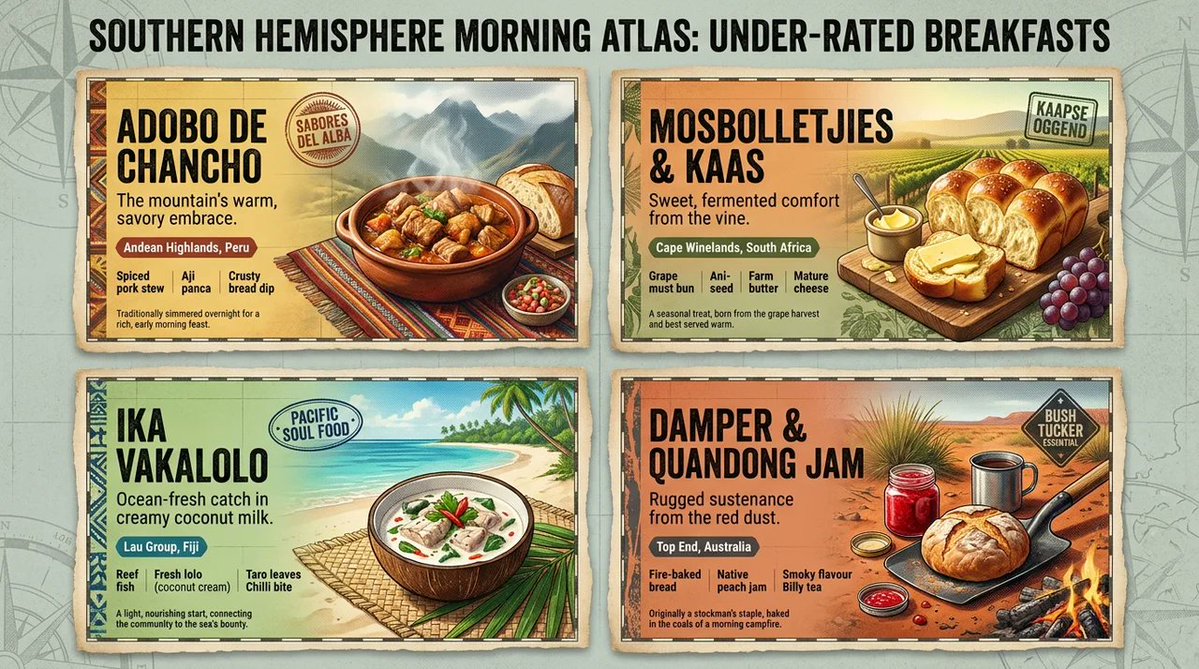 SOUTHERN HEMISPHERE MORNING ATLAS: UNDER-RATED BREAKFASTS
ADOBO DE
CHANCHO
SABORES
DEL ALBA
The mountain's warm,
savory embrace.
Andean Highlands, Peru
Spiced
pork stew
Aji
panca
Crusty
bread dip
Traditionally simmered overnight for a
rich, early morning feast.
MOSBOLLETJIES
& KAAS
KAAPSE
OGGEND
Sweet, fermented comfort
from the vine.
Cape Winelands, South Africa
Grape
must bun
Ani-
seed
Farm
butter
Mature
cheese
A seasonal treat, born from the grape harvest
and best served warm.
IKA
VAKALOLO
PACIFIC
SOUL FOOD
Ocean-fresh catch in
creamy coconut milk.
Lau Group, Fiji
Reef
fish
Fresh lolo
(coconut cream)
Taro leaves
Chilli bite
A light, nourishing start, connecting
the community to the sea's bounty.
DAMPER &
QUANDONG JAM
BUSH
TUCKER
ESSENTIAL
Rugged sustenance
from the red dust.
Top End, Australia
Fire-baked
bread
Native
peach jam
Smoky flavour
Billy tea
Originally a stockman's staple, baked
in the coals of a morning campfire.
N
S
S
N